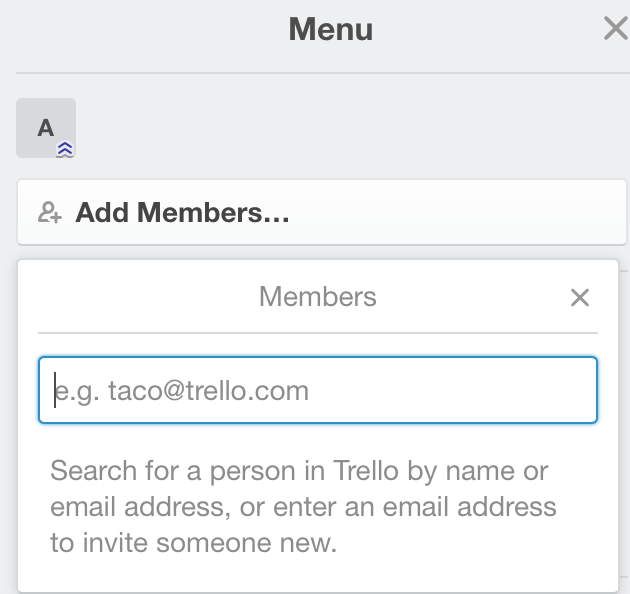 Menu
A
Add Members...
Members
e.g. taco@trello.com
Search for a person in Trello by name or
email address, or enter an email address
to invite someone new.